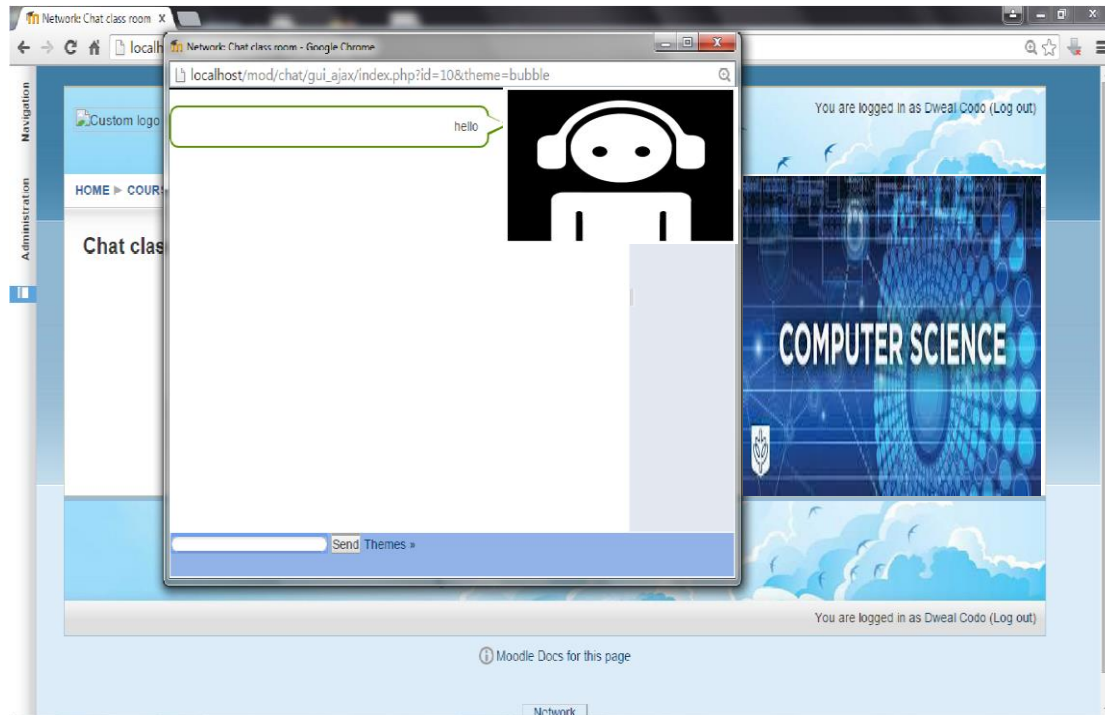 Network: Chat class room
localh
Network: Chat class room - Google Chrome
localhost/mod/chat/gui_ajax/index.php?id=10&theme=bubble
Navigation
Administration
Custom logo
You are logged in as Dweal Codo (Log out)
HOME ► COUR
Chat clas
hello
COMPUTER SCIENCE
Send Themes »
You are logged in as Dweal Codo (Log out)
Moodle Docs for this page
Network